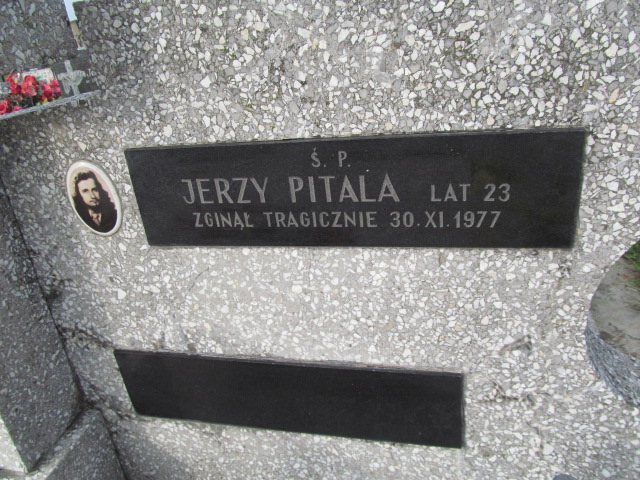 Ś. P.
JERZY PITALA LAT 23
ZGINĄŁ TRAGICZNIE 30.XI.1977